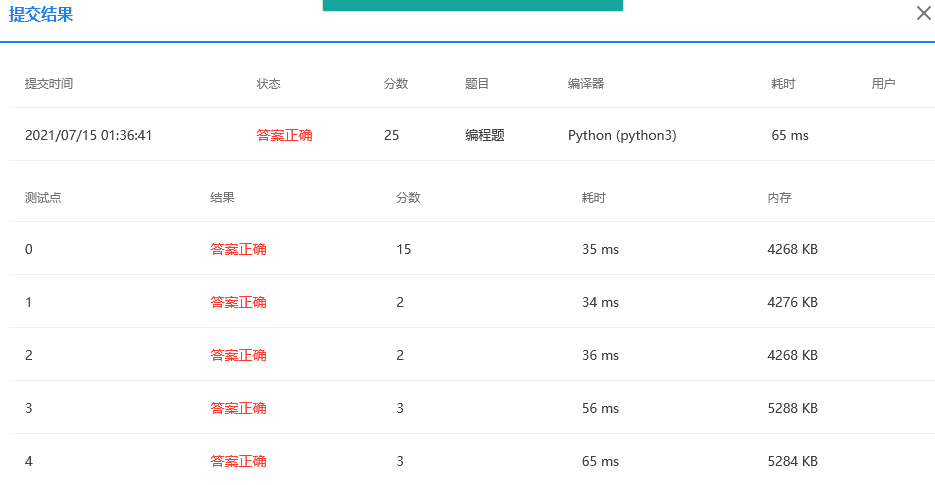 提交结果
提交时间 状态 分数 题目 编译器 耗时 用户
2021/07/15 01:36:41 答案正确 25 编程题 Python (python3) 65 ms
测试点 结果 分数 耗时 内存
0 答案正确 15 35 ms 4268 KB
1 答案正确 2 34 ms 4276 KB
2 答案正确 2 36 ms 4268 KB
3 答案正确 3 56 ms 5288 KB
4 答案正确 3 65 ms 5284 KB